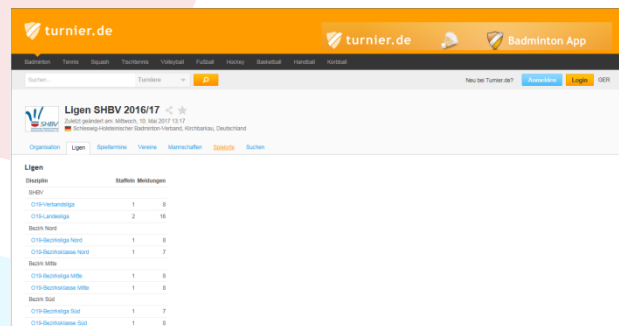 turnier.de
turnier.de Badminton App
Badminton Tennis Squash Tischtennis Volleyball Fußball Hockey Basketball Handball Korbball
Suchen... Turniere Neu bei Turnier.de? Anmelden Login GER
Ligen SHBV 2016/17
SHBV
Zuletzt geändert am: Mittwoch, 10. Mai 2017 13:17
Schleswig-Holsteinischer Badminton-Verband, Kirchbarkau, Deutschland
Organisation Ligen Spieltermine Vereine Mannschaften Spielorte Suchen
Ligen
Disziplin Staffeln Meldungen
SHBV
O19-Verbandsliga 1 8
O19-Landesliga 2 16
Bezirk Nord
O19-Bezirksliga Nord 1 8
O19-Bezirksklasse Nord 1 7
Bezirk Mitte
O19-Bezirksliga Mitte 1 8
O19-Bezirksklasse Mitte 1 8
Bezirk Süd
O19-Bezirksliga Süd 1 7
O19-Bezirksklasse Süd 1 8